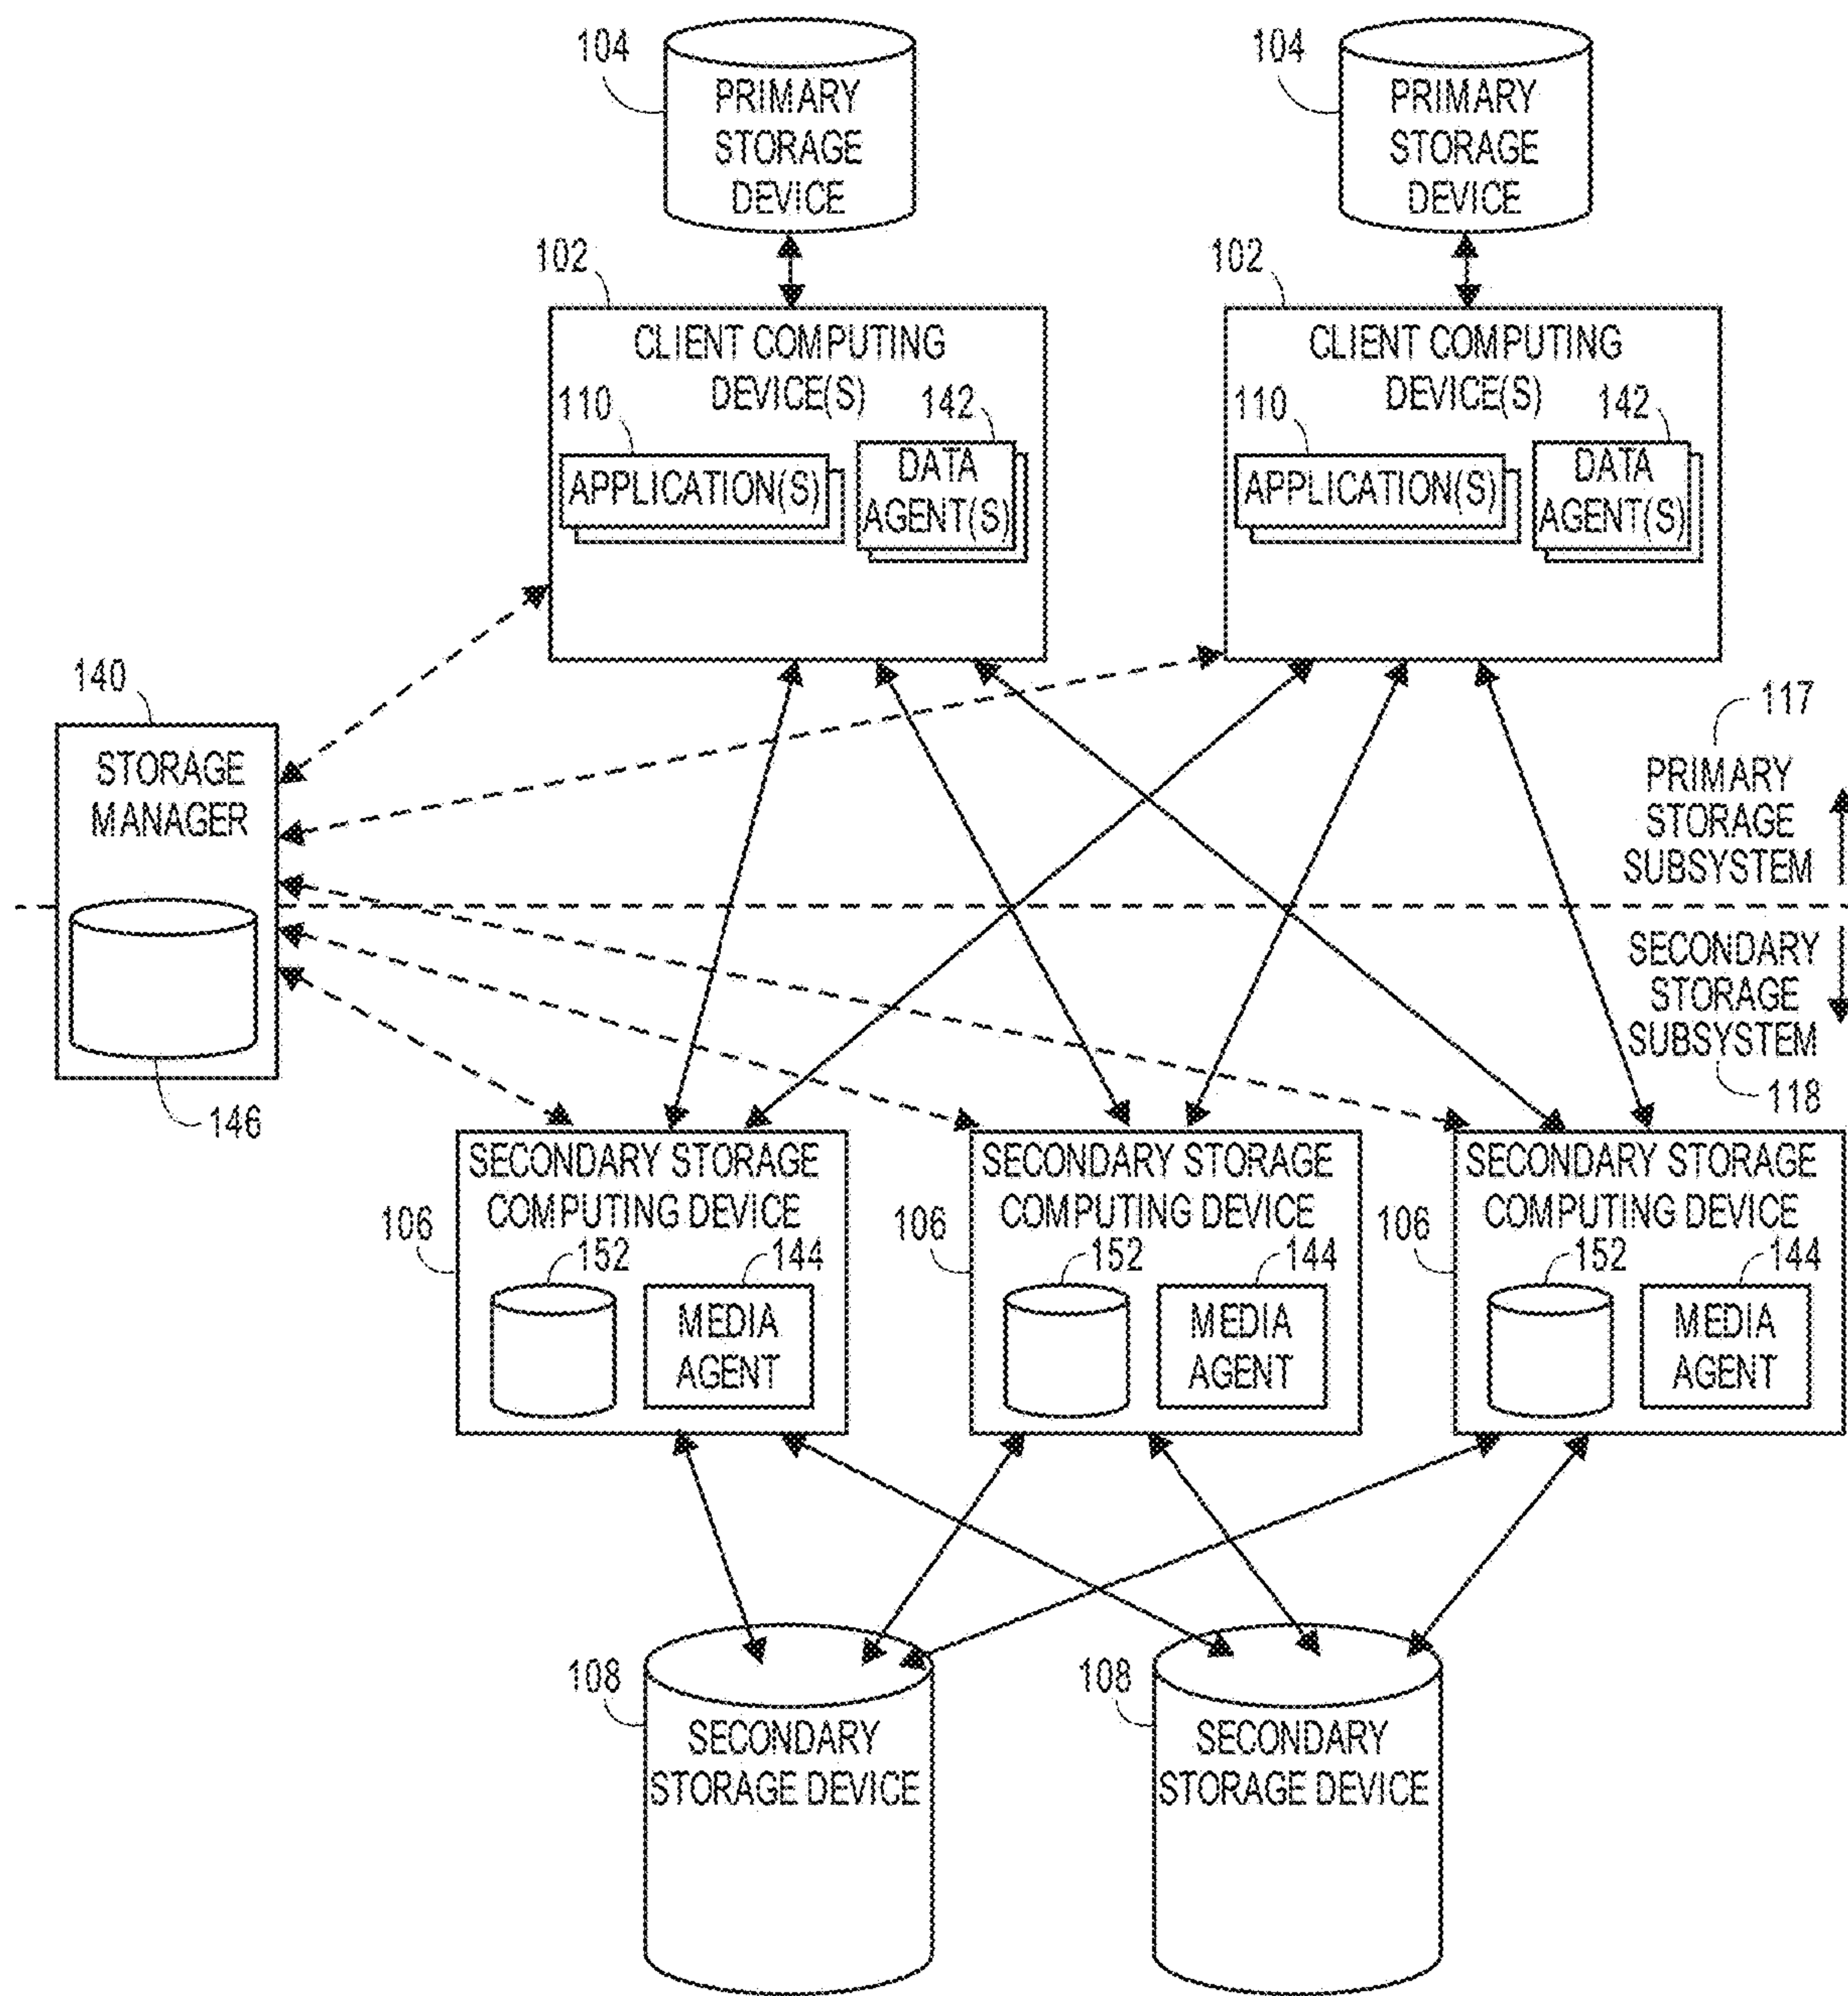 104
PRIMARY
STORAGE
DEVICE
104
PRIMARY
STORAGE
DEVICE
102
CLIENT COMPUTING
DEVICE(S)
110
142
APPLICATION(S)
DATA
AGENT(S)
102
CLIENT COMPUTING
DEVICE(S)
110
142
APPLICATION(S)
DATA
AGENT(S)
140
STORAGE
MANAGER
146
117
PRIMARY
STORAGE
SUBSYSTEM
SECONDARY
STORAGE
SUBSYSTEM
118
106
SECONDARY STORAGE
COMPUTING DEVICE
152
144
MEDIA
AGENT
106
SECONDARY STORAGE
COMPUTING DEVICE
152
144
MEDIA
AGENT
106
SECONDARY STORAGE
COMPUTING DEVICE
152
144
MEDIA
AGENT
108
SECONDARY
STORAGE DEVICE
108
SECONDARY
STORAGE DEVICE